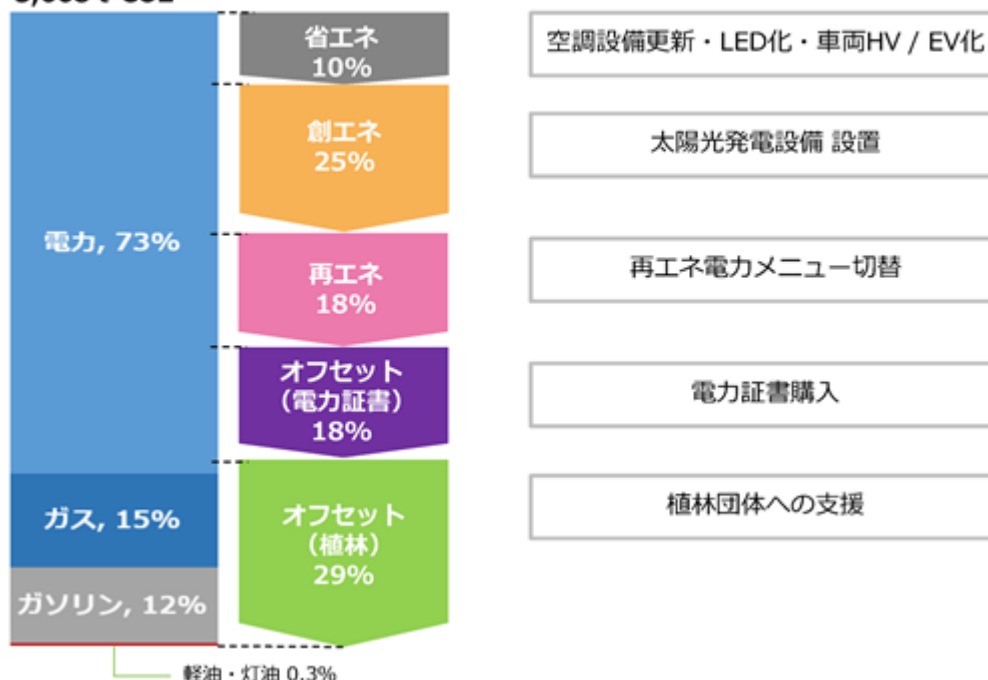 電力, 73%
ガス, 15%
ガソリン, 12%
軽油・灯油 0.3%
省エネ
10%
創エネ
25%
再エネ
18%
オフセット
（電力証書）
18%
オフセット
（植林）
29%
空調設備更新・LED化・車両HV / EV化
太陽光発電設備 設置
再エネ電力メニュー切替
電力証書購入
植林団体への支援